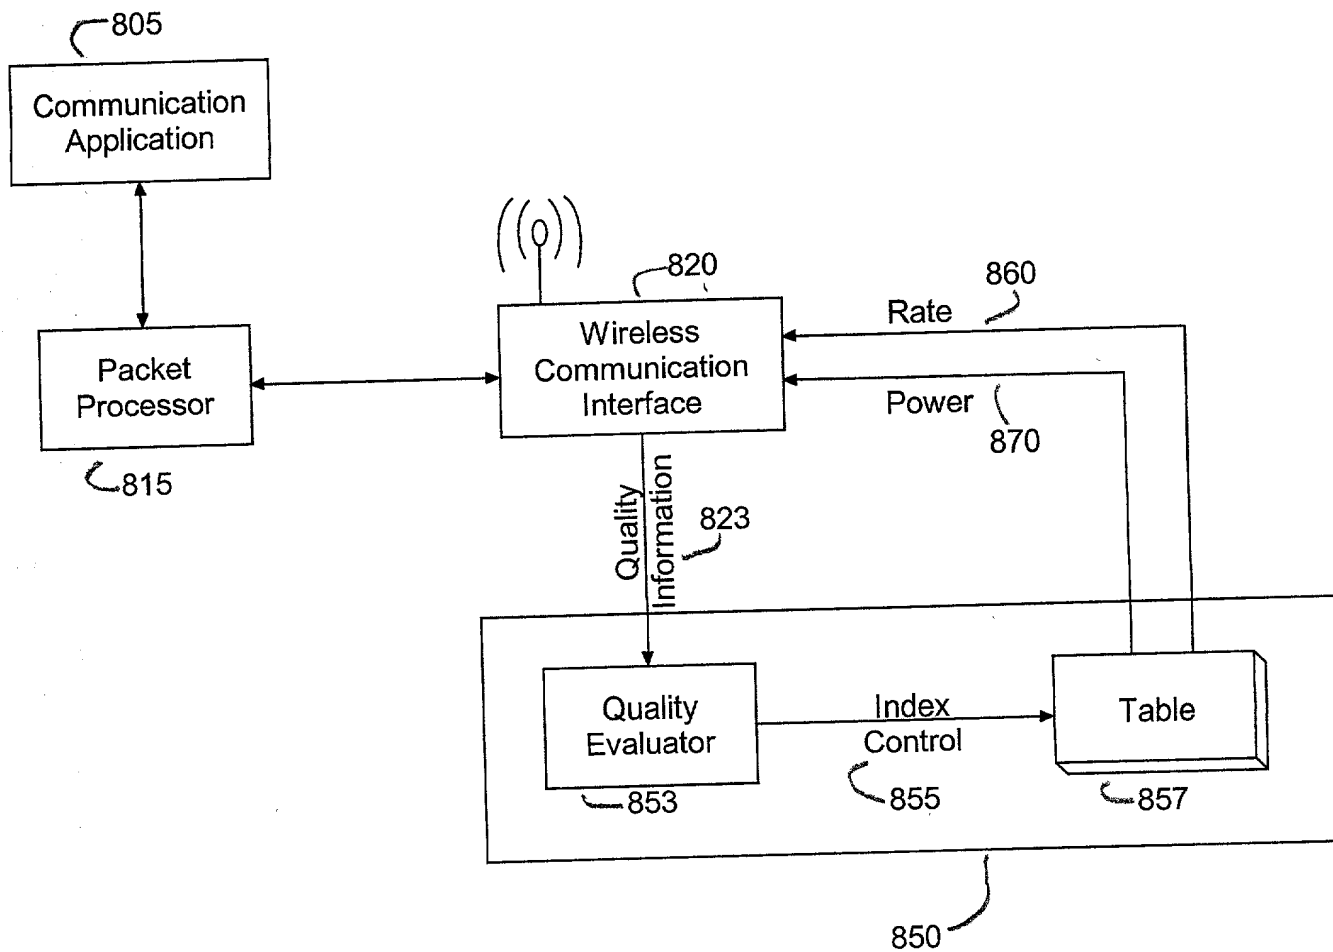 805
Communication
Application
820
860
Wireless
Communication
Interface
Rate
Packet
Processor
Power
870
815
Quality
Information
823
Quality
Evaluator
Index
Control
Table
853
855
857
850